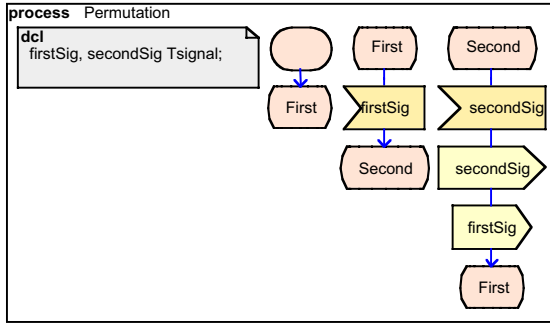 process Permutation
dcl
firstSig, secondSig Tsignal;
First
First
firstSig
Second
Second
secondSig
secondSig
firstSig
First